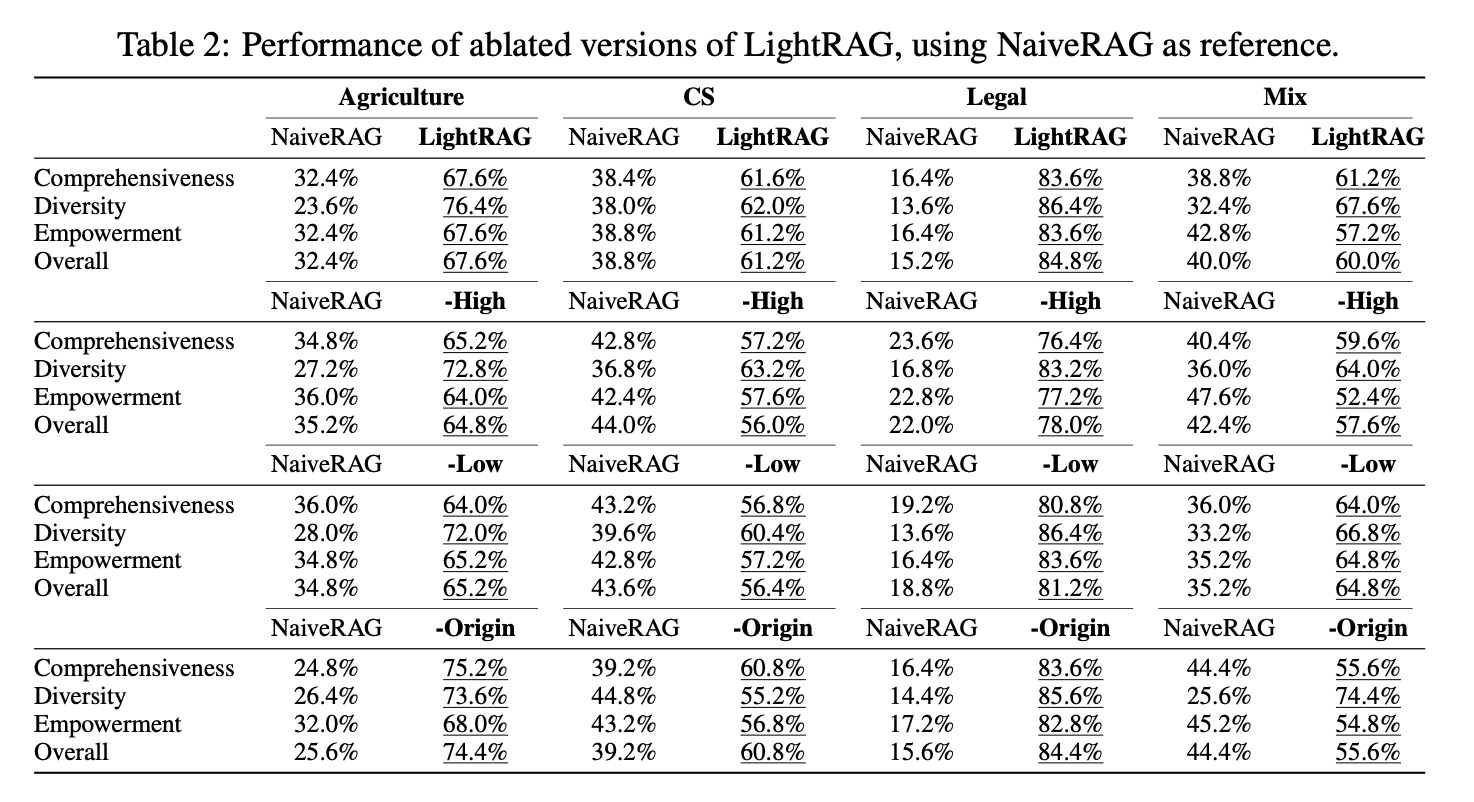 Table 2: Performance of ablated versions of LightRAG, using NaiveRAG as reference.
Agriculture CS Legal Mix
NaiveRAG LightRAG NaiveRAG LightRAG NaiveRAG LightRAG NaiveRAG LightRAG
Comprehensiveness 32.4% 67.6% 38.4% 61.6% 16.4% 83.6% 38.8% 61.2%
Diversity 23.6% 76.4% 38.0% 62.0% 13.6% 86.4% 32.4% 67.6%
Empowerment 32.4% 67.6% 38.8% 61.2% 16.4% 83.6% 42.8% 57.2%
Overall 32.4% 67.6% 38.8% 61.2% 15.2% 84.8% 40.0% 60.0%
NaiveRAG -High NaiveRAG -High NaiveRAG -High NaiveRAG -High
Comprehensiveness 34.8% 65.2% 42.8% 57.2% 23.6% 76.4% 40.4% 59.6%
Diversity 27.2% 72.8% 36.8% 63.2% 16.8% 83.2% 36.0% 64.0%
Empowerment 36.0% 64.0% 42.4% 57.6% 22.8% 77.2% 47.6% 52.4%
Overall 35.2% 64.8% 44.0% 56.0% 22.0% 78.0% 42.4% 57.6%
NaiveRAG -Low NaiveRAG -Low NaiveRAG -Low NaiveRAG -Low
Comprehensiveness 36.0% 64.0% 43.2% 56.8% 19.2% 80.8% 36.0% 64.0%
Diversity 28.0% 72.0% 39.6% 60.4% 13.6% 86.4% 33.2% 66.8%
Empowerment 34.8% 65.2% 42.8% 57.2% 16.4% 83.6% 35.2% 64.8%
Overall 34.8% 65.2% 43.6% 56.4% 18.8% 81.2% 35.2% 64.8%
NaiveRAG -Origin NaiveRAG -Origin NaiveRAG -Origin NaiveRAG -Origin
Comprehensiveness 24.8% 75.2% 39.2% 60.8% 16.4% 83.6% 44.4% 55.6%
Diversity 26.4% 73.6% 44.8% 55.2% 14.4% 85.6% 25.6% 74.4%
Empowerment 32.0% 68.0% 43.2% 56.8% 17.2% 82.8% 45.2% 54.8%
Overall 25.6% 74.4% 39.2% 60.8% 15.6% 84.4% 44.4% 55.6%